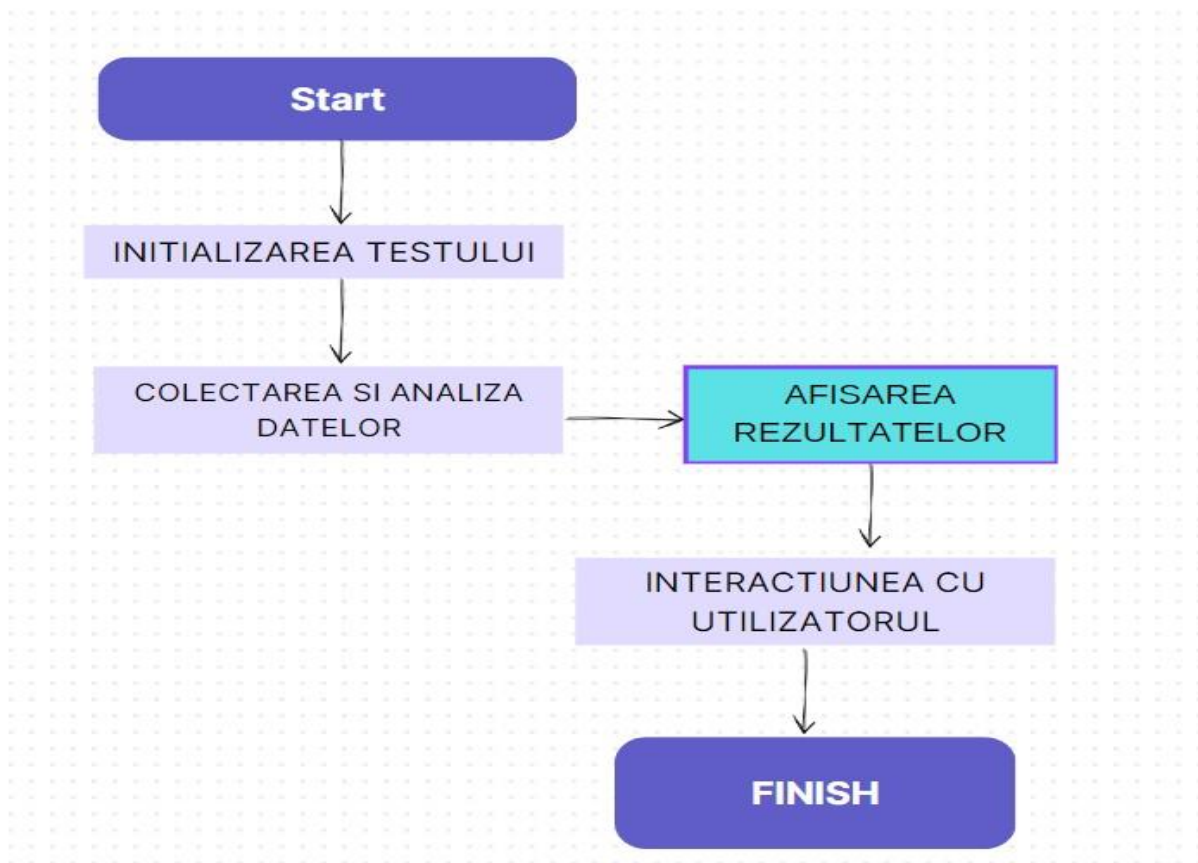 Start
INITIALIZAREA TESTULUI
COLECTAREA SI ANALIZA
DATELOR
AFISAREA
REZULTATELOR
INTERACTIUNEA CU
UTILIZATORUL
FINISH